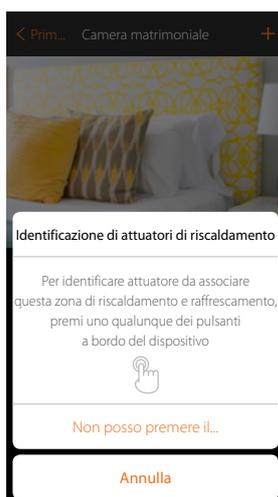 Prim... Camera matrimoniale +
Identificazione di attuatori di riscaldamento
Per identificare attuatore da associare
questa zona di riscaldamento e raffrescamento,
premi uno qualunque dei pulsanti
a bordo del dispositivo
Non posso premere il...
Annulla